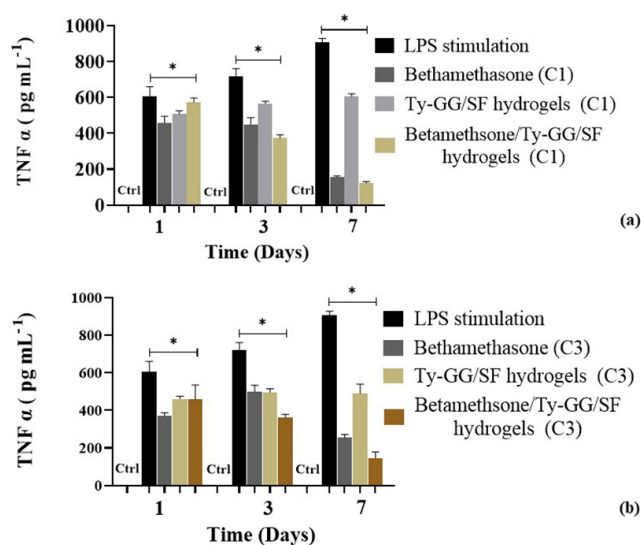 1000
800
600
400
200
0
TNF α ( pg mL-1)
*
*
*
Ctrl
Ctrl
Ctrl
1
3
7
Time (Days)
LPS stimulation
Bethamethasone (C1)
Ty-GG/SF hydrogels (C1)
Betamethsone/Ty-GG/SF
hydrogels (C1)
(a)
1000
800
600
400
200
0
TNF α ( pg mL-1)
*
*
*
Ctrl
Ctrl
Ctrl
1
3
7
Time (Days)
LPS stimulation
Bethamethasone (C3)
Ty-GG/SF hydrogels (C3)
Betamethsone/Ty-GG/SF
hydrogels (C3)
(b)